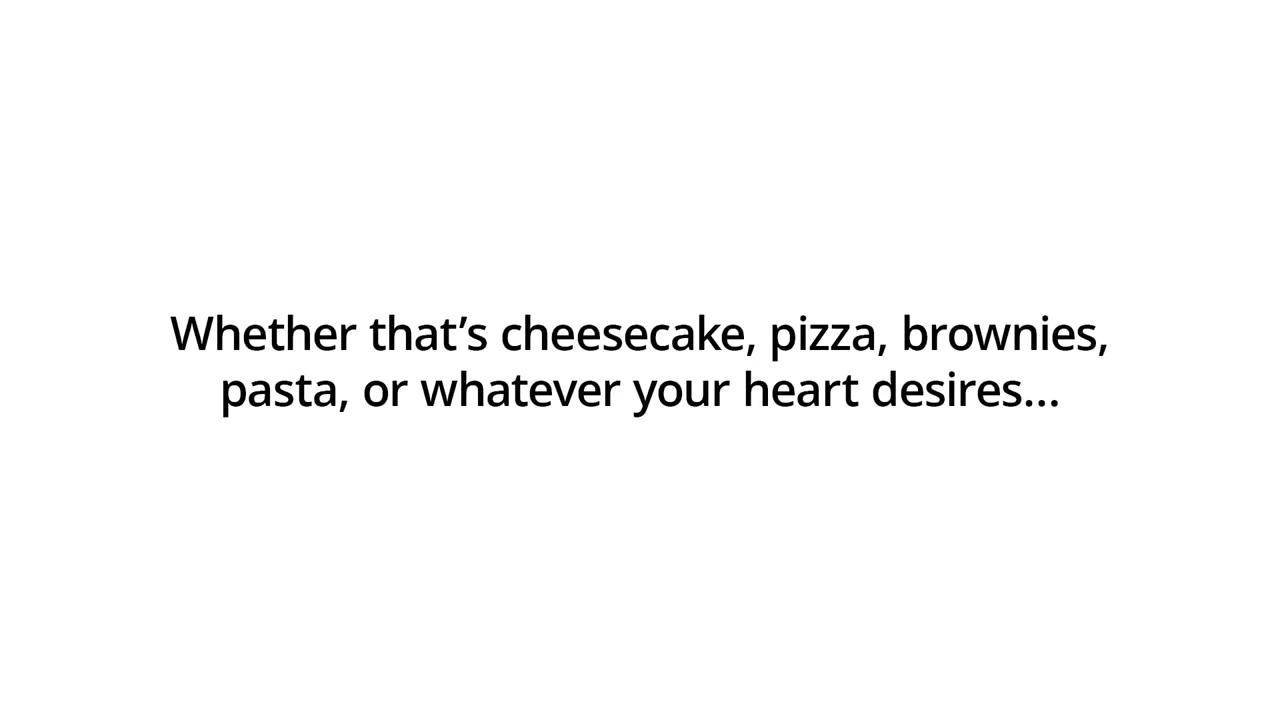 Whether that’s cheesecake, pizza, brownies,
pasta, or whatever your heart desires...